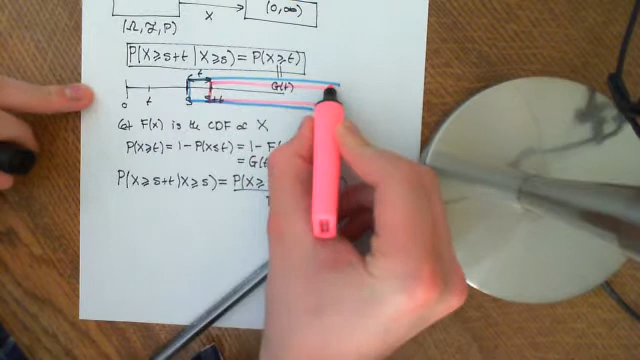 X
(0,∞)
(Ω, F, P)
P(X≥s+t|X≥s) = P(X≥t)
t
G(t)
0 t s s+t
Let F(x) is the CDF of X
P(X≥t) = 1-P(X≤t) = 1-
= G(t)
P(X≥s+t|X≥s) = P(X≥